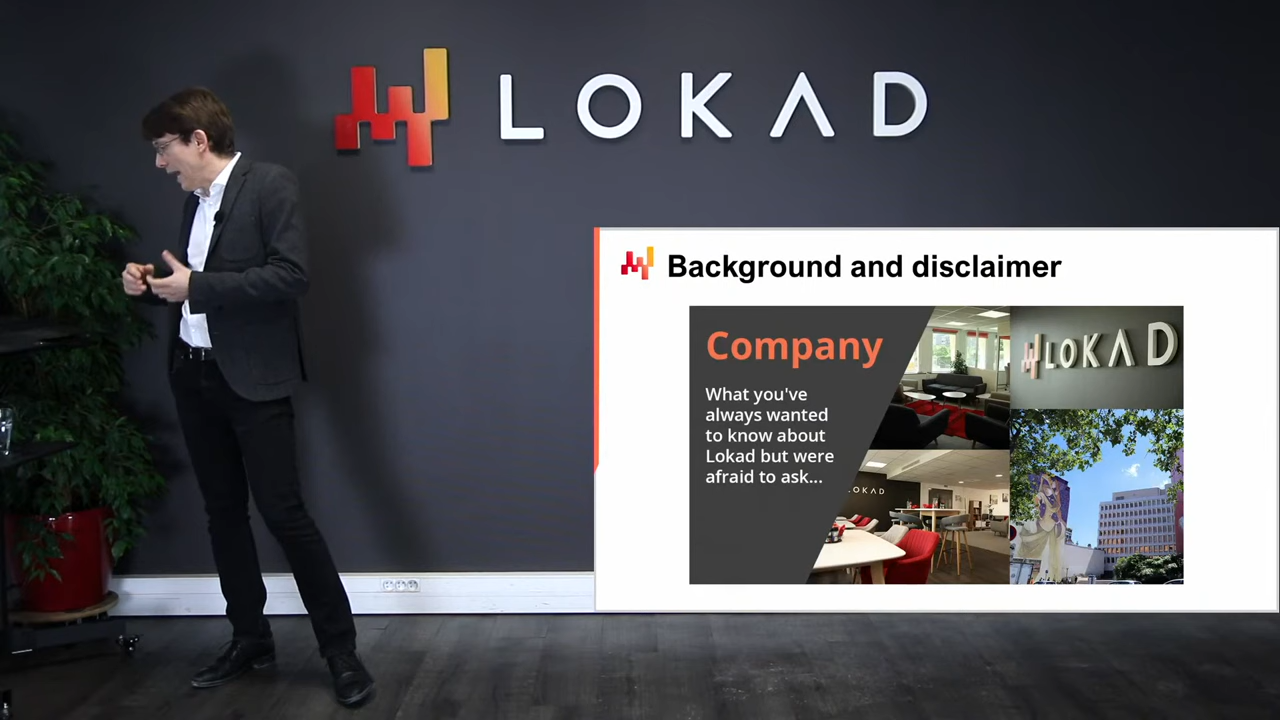 LOKAD
Background and disclaimer
Company
What you've
always wanted
to know about
Lokad but were
afraid to ask...
LOKAD
LOKAD